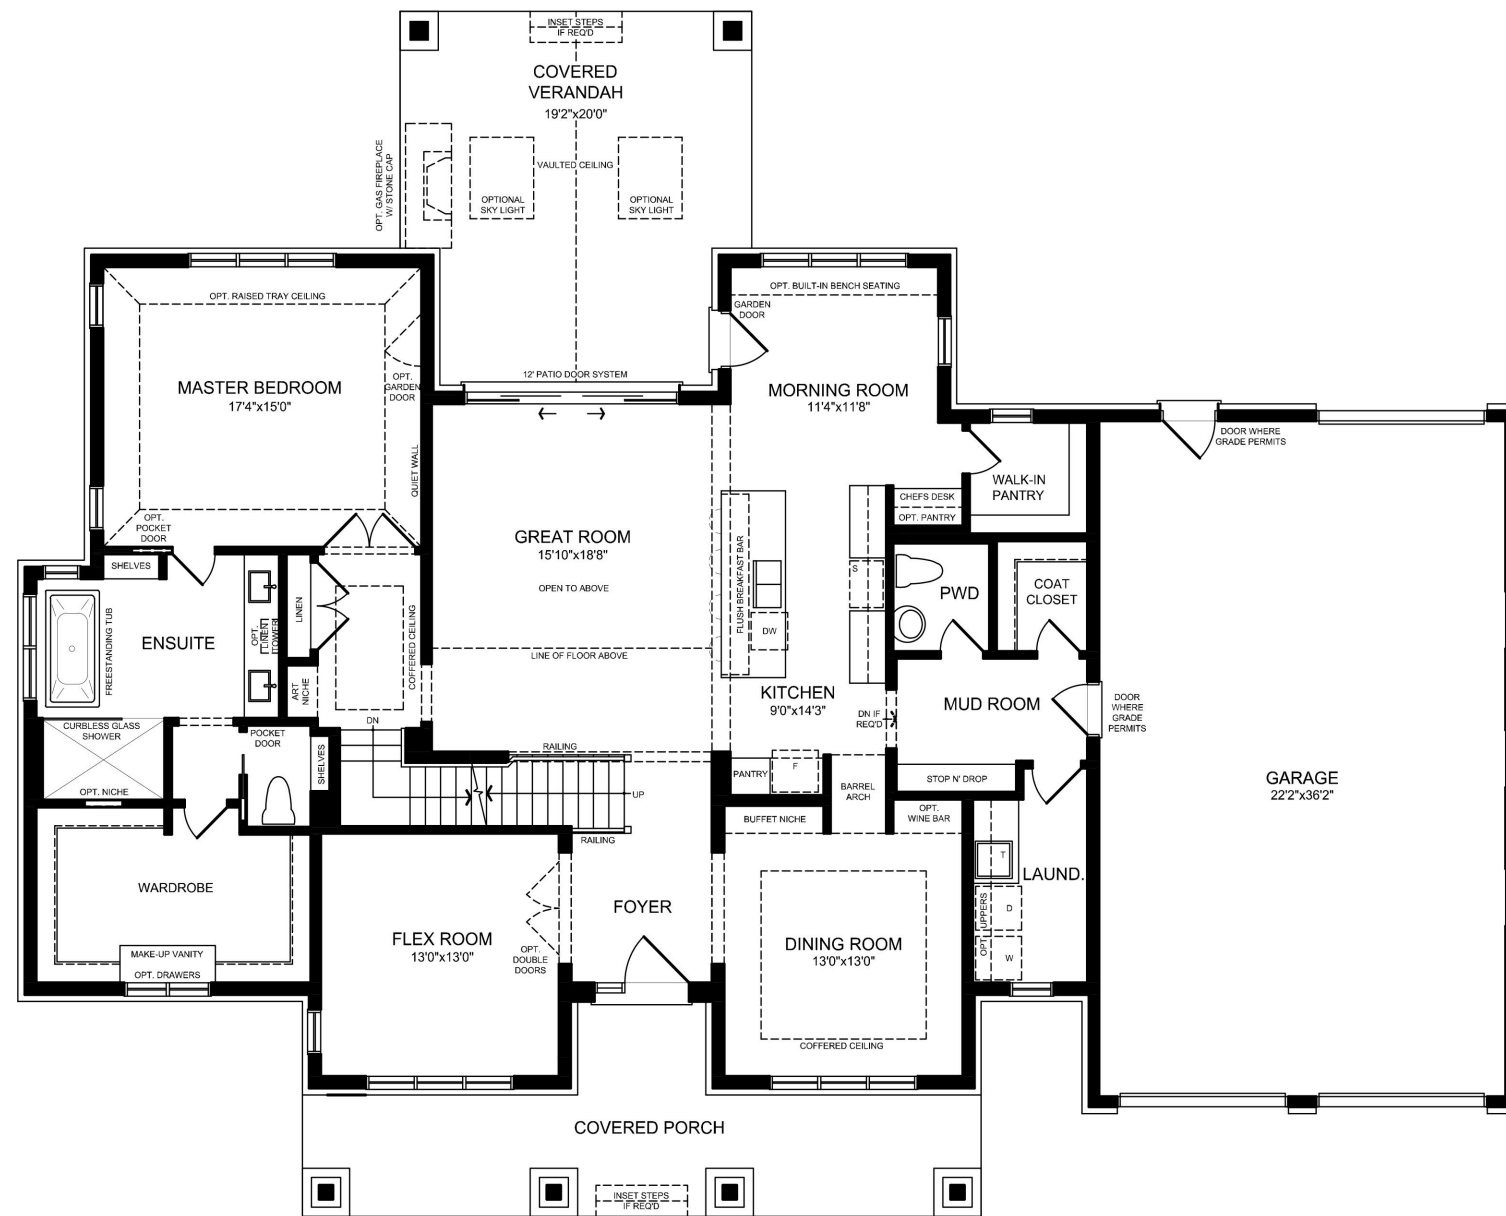 INSET STEPS
IF REQ'D
COVERED
VERANDAH
19'2"x20'0"
OPT. GAS FIREPLACE
W/ STONE CAP
VAULTED CEILING
OPTIONAL
SKY LIGHT
OPTIONAL
SKY LIGHT
12' PATIO DOOR SYSTEM
OPT. RAISED TRAY CEILING
MASTER BEDROOM
17'4"x15'0"
OPT.
GARDEN
DOOR
QUIET WALL
OPT.
POCKET
DOOR
OPT. BUILT-IN BENCH SEATING
GARDEN
DOOR
MORNING ROOM
11'4"x11'8"
DOOR WHERE
GRADE PERMITS
WALK-IN
PANTRY
CHEFS DESK
OPT. PANTRY
GREAT ROOM
15'10"x18'8"
OPEN TO ABOVE
LINE OF FLOOR ABOVE
FLUSH BREAKFAST BAR
DW
S
KITCHEN
9'0"x14'3"
PWD
COAT
CLOSET
SHELVES
ENSUITE
FREESTANDING TUB
OPT.
LINEN
TOWER
LINEN
COFFERED CEILING
ART
NICHE
CURBLESS GLASS
SHOWER
OPT. NICHE
POCKET
DOOR
SHELVES
DN
RAILING
UP
RAILING
PANTRY
F
BARREL
ARCH
DN IF
REQ'D
MUD ROOM
DOOR
WHERE
GRADE
PERMITS
STOP N' DROP
GARAGE
22'2"x36'2"
BUFFET NICHE
OPT.
WINE BAR
T
LAUND.
OPT. UPPERS
D
W
WARDROBE
MAKE-UP VANITY
OPT. DRAWERS
FLEX ROOM
13'0"x13'0"
OPT.
DOUBLE
DOORS
FOYER
DINING ROOM
13'0"x13'0"
COFFERED CEILING
COVERED PORCH
INSET STEPS
IF REQ'D